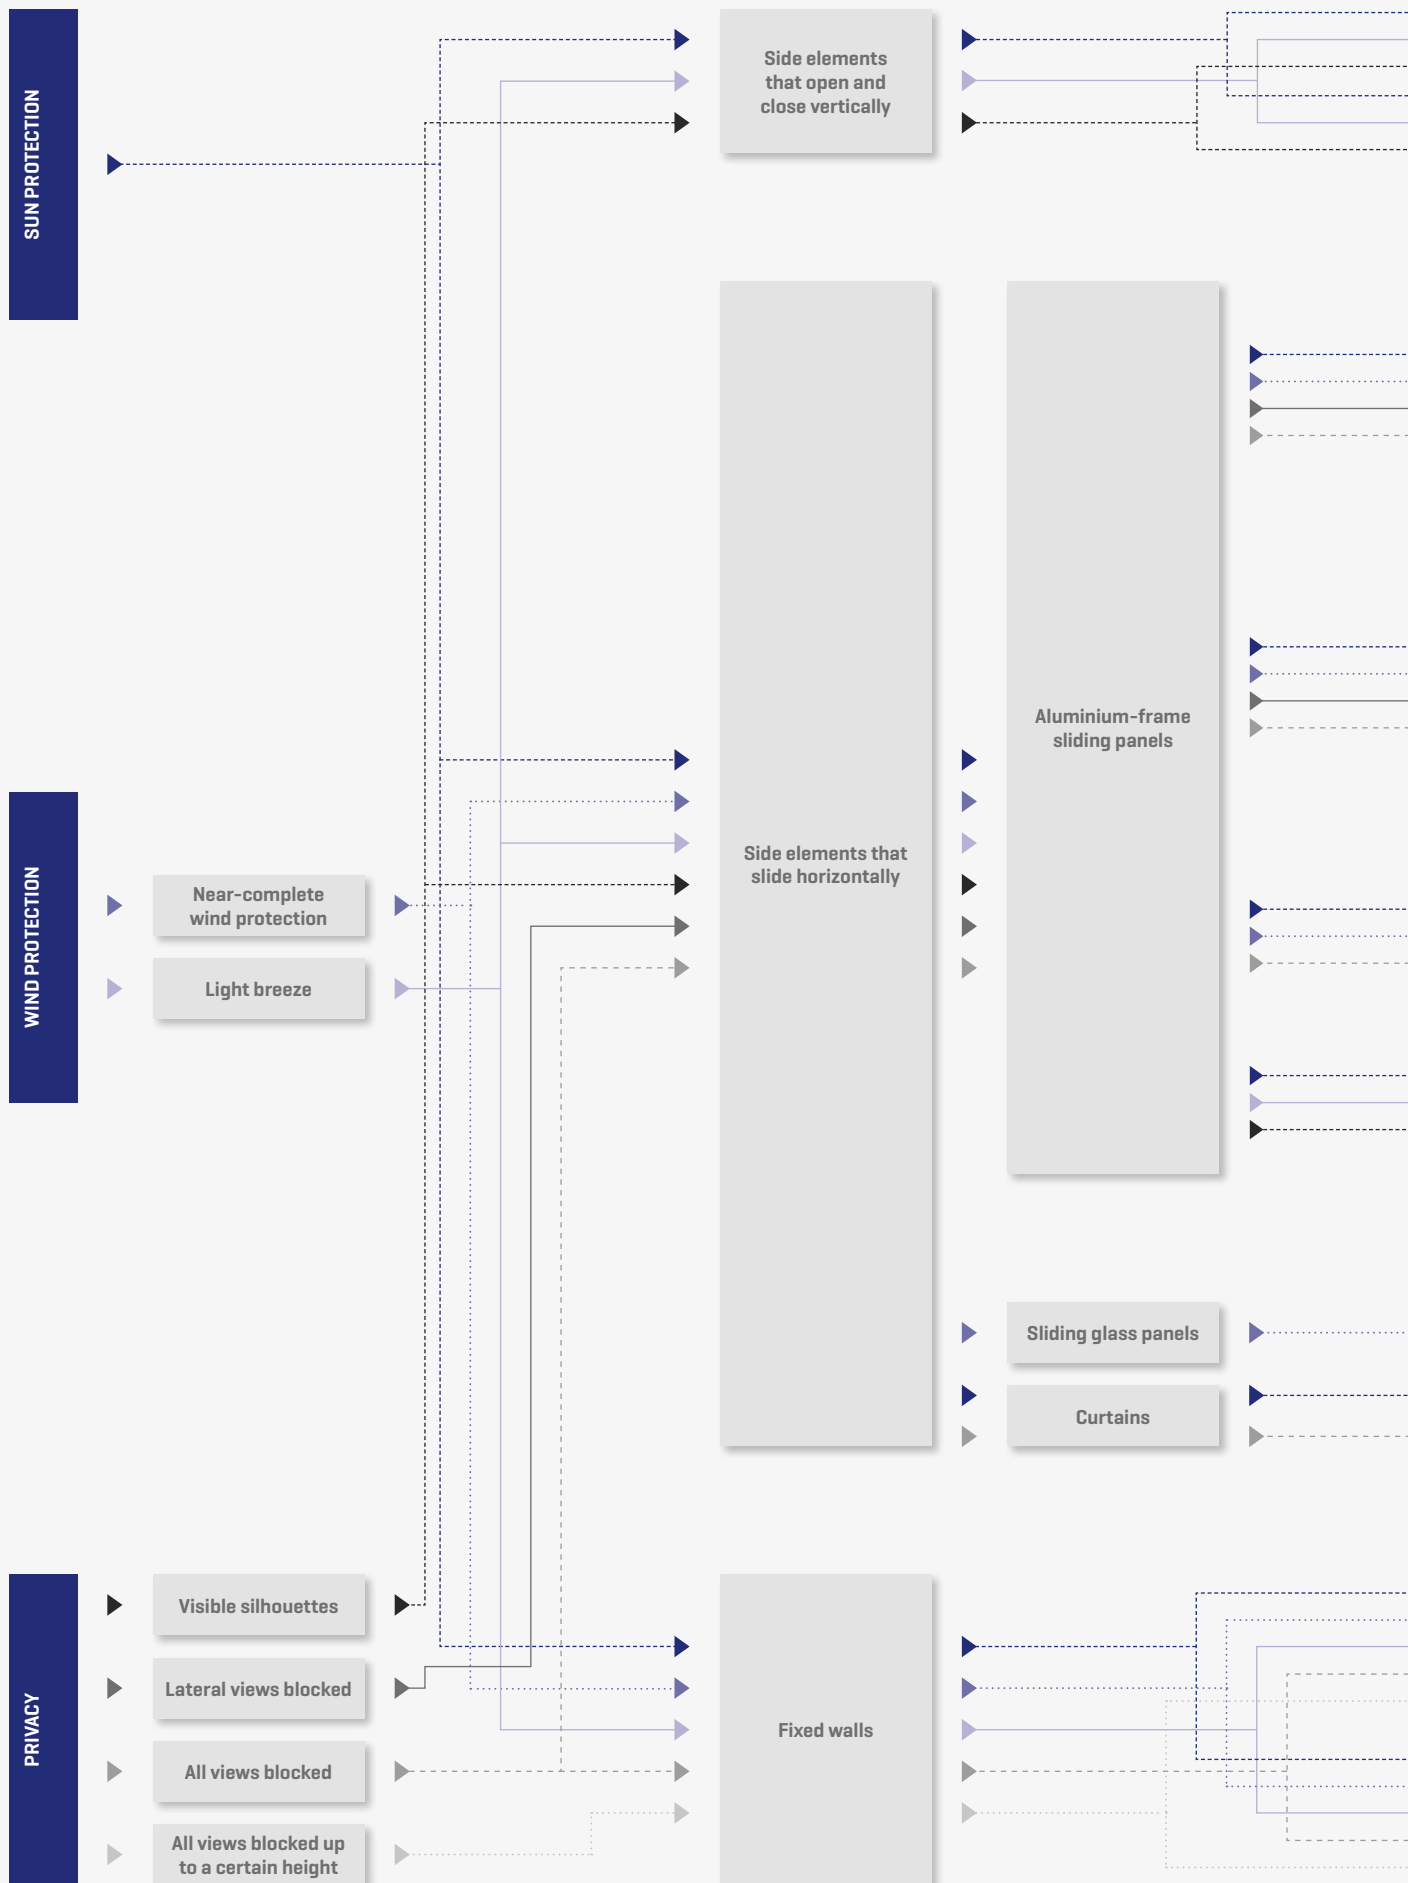 SUN PROTECTION
Side elements
that open and
close vertically
Aluminium-frame
sliding panels
WIND PROTECTION
Near-complete
wind protection
Light breeze
Side elements that
slide horizontally
Sliding glass panels
Curtains
PRIVACY
Visible silhouettes
Lateral views blocked
All views blocked
All views blocked up
to a certain height
Fixed walls